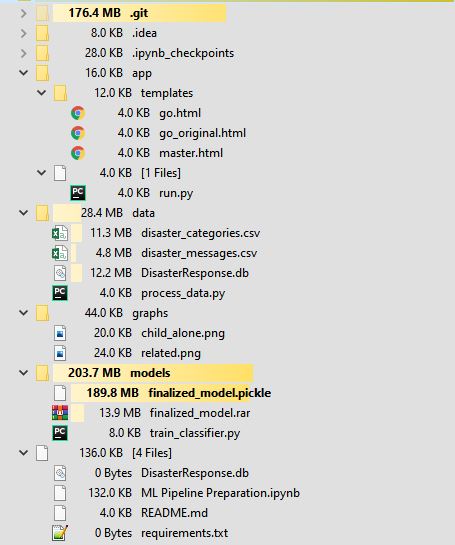 176.4 MB .git
8.0 KB .idea
28.0 KB .ipynb_checkpoints
16.0 KB app
12.0 KB templates
4.0 KB go.html
4.0 KB go_original.html
4.0 KB master.html
4.0 KB [1 Files]
PC 4.0 KB run.py
28.4 MB data
11.3 MB disaster_categories.csv
4.8 MB disaster_messages.csv
12.2 MB DisasterResponse.db
PC 4.0 KB process_data.py
44.0 KB graphs
20.0 KB child_alone.png
24.0 KB related.png
203.7 MB models
189.8 MB finalized_model.pickle
13.9 MB finalized_model.rar
PC 8.0 KB train_classifier.py
136.0 KB [4 Files]
0 Bytes DisasterResponse.db
132.0 KB ML Pipeline Preparation.ipynb
4.0 KB README.md
0 Bytes requirements.txt